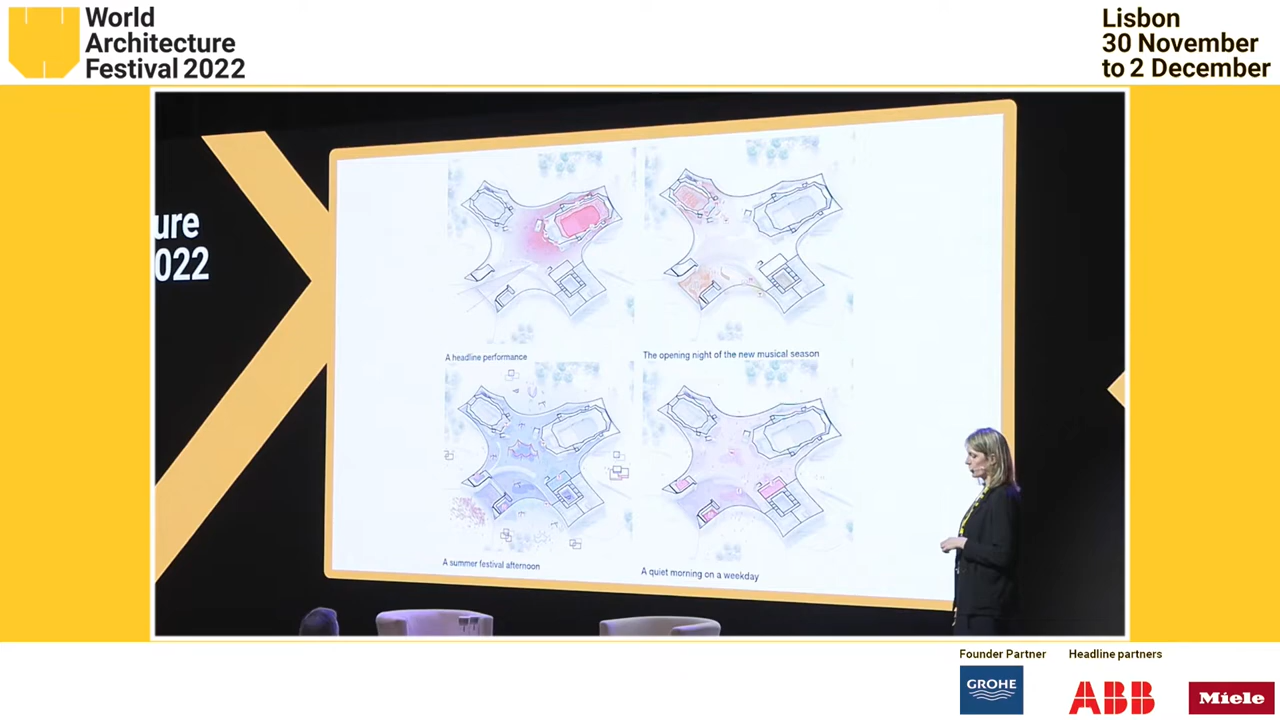 World
Architecture
Festival 2022
Lisbon
30 November
to 2 December
ure
022
A headline performance
The opening night of the new musical season
A summer festival afternoon
A quiet morning on a weekday
Founder Partner
Headline partners
GROHE
ABB
Miele